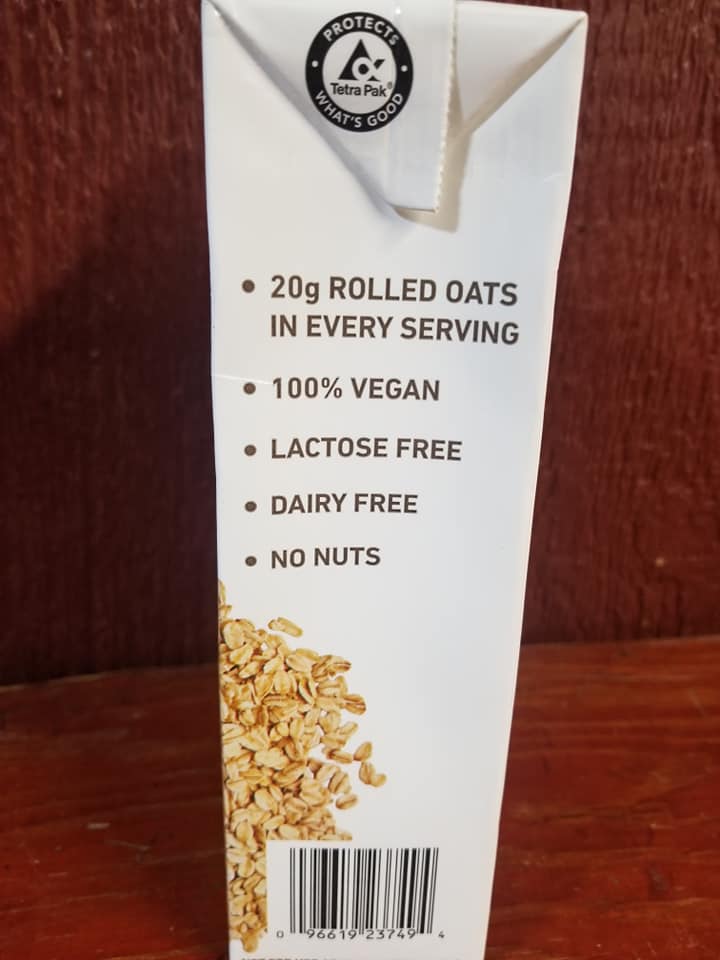 PROTECTS
Tetra Pak®
WHAT'S GOOD
• 20g ROLLED OATS
IN EVERY SERVING
• 100% VEGAN
• LACTOSE FREE
• DAIRY FREE
• NO NUTS
0 96619 23749 4